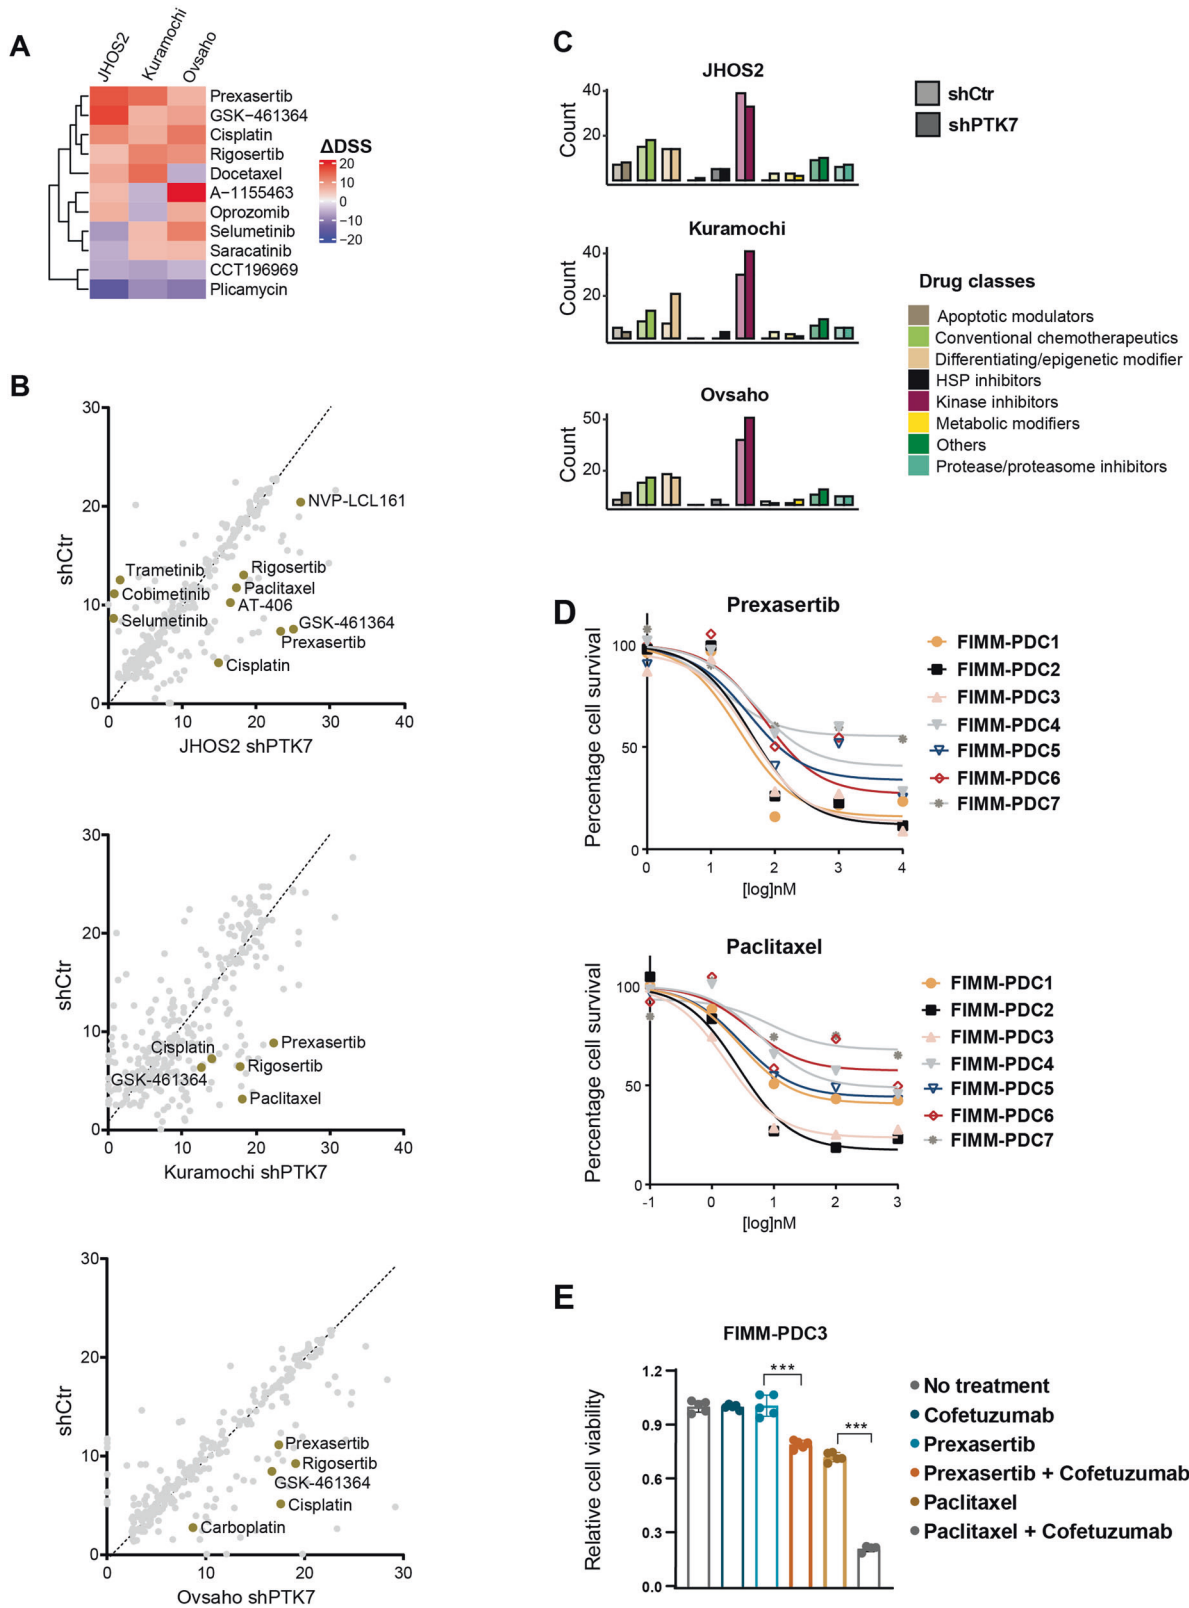 A
JHOS2
Kuramochi
Ovsaho
Prexasertib
GSK−461364
Cisplatin
Rigosertib
Docetaxel
A−1155463
Oprozomib
Selumetinib
Saracatinib
CCT196969
Plicamycin
ΔDSS
20
10
0
−10
−20
B
30
20
10
0
shCtr
NVP-LCL161
Trametinib
Rigosertib
Cobimetinib
Paclitaxel
AT-406
Selumetinib
GSK-461364
Prexasertib
Cisplatin
0 10 20 30 40
JHOS2 shPTK7
30
20
10
0
shCtr
Cisplatin
Prexasertib
GSK-461364
Rigosertib
Paclitaxel
0 10 20 30 40
Kuramochi shPTK7
30
20
10
0
shCtr
Prexasertib
Rigosertib
GSK-461364
Cisplatin
Carboplatin
0 10 20 30
Ovsaho shPTK7
C
JHOS2
40
20
Count
shCtr
shPTK7
Kuramochi
40
20
Count
Ovsaho
50
20
Count
Drug classes
Apoptotic modulators
Conventional chemotherapeutics
Differentiating/epigenetic modifier
HSP inhibitors
Kinase inhibitors
Metabolic modifiers
Others
Protease/proteasome inhibitors
D
Prexasertib
100
50
0
Percentage cell survival
0 1 2 3 4
[log]nM
FIMM-PDC1
FIMM-PDC2
FIMM-PDC3
FIMM-PDC4
FIMM-PDC5
FIMM-PDC6
FIMM-PDC7
Paclitaxel
100
50
0
Percentage cell survival
-1 0 1 2 3
[log]nM
FIMM-PDC1
FIMM-PDC2
FIMM-PDC3
FIMM-PDC4
FIMM-PDC5
FIMM-PDC6
FIMM-PDC7
E
FIMM-PDC3
1.2
0.9
0.6
0.3
0.0
Relative cell viability
***
***
No treatment
Cofetuzumab
Prexasertib
Prexasertib + Cofetuzumab
Paclitaxel
Paclitaxel + Cofetuzumab